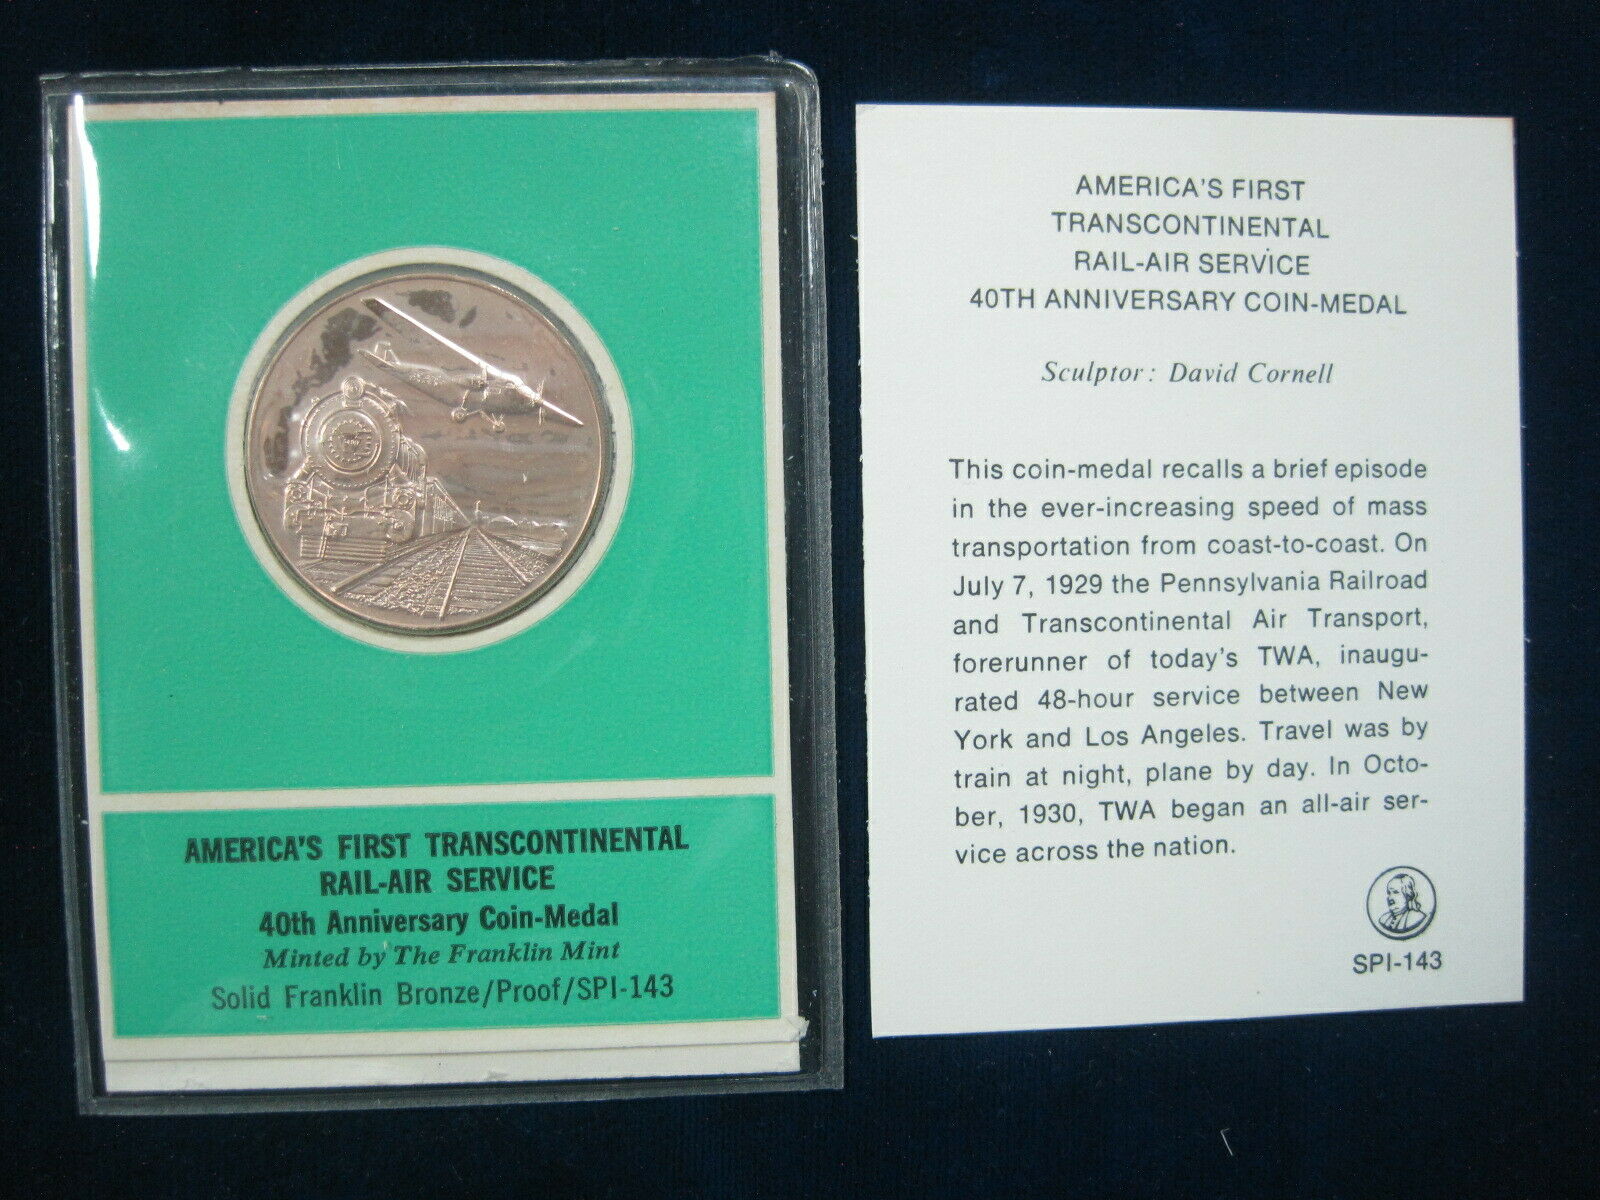 AMERICA'S FIRST TRANSCONTINENTAL
RAIL-AIR SERVICE
40th Anniversary Coin-Medal
Minted by The Franklin Mint
Solid Franklin Bronze/Proof/SPI-143
AMERICA'S FIRST
TRANSCONTINENTAL
RAIL-AIR SERVICE
40TH ANNIVERSARY COIN-MEDAL
Sculptor: David Cornell
This coin-medal recalls a brief episode
in the ever-increasing speed of mass
transportation from coast-to-coast. On
July 7, 1929 the Pennsylvania Railroad
and Transcontinental Air Transport,
forerunner of today's TWA, inaugu-
rated 48-hour service between New
York and Los Angeles. Travel was by
train at night, plane by day. In Octo-
ber, 1930, TWA began an all-air ser-
vice across the nation.
SPI-143